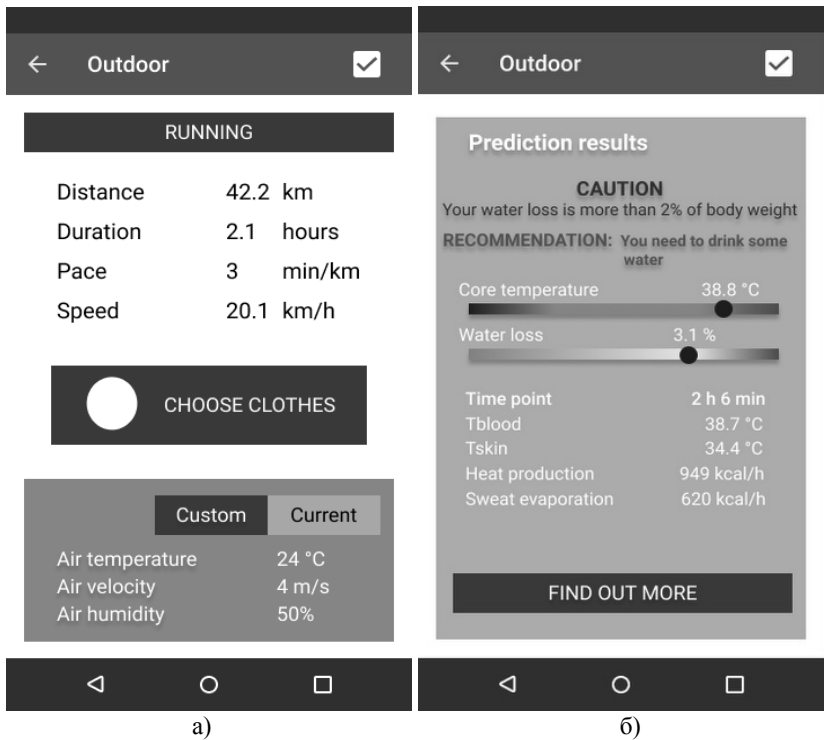 Outdoor
RUNNING
Distance 42.2 km
Duration 2.1 hours
Pace 3 min/km
Speed 20.1 km/h
CHOOSE CLOTHES
Custom Current
Air temperature 24 °C
Air velocity 4 m/s
Air humidity 50%
а)
Outdoor
Prediction results
CAUTION
Your water loss is more than 2% of body weight
RECOMMENDATION: You need to drink some
water
Core temperature 38.8 °C
Water loss 3.1 %
Time point 2 h 6 min
Tblood 38.7 °C
Tskin 34.4 °C
Heat production 949 kcal/h
Sweat evaporation 620 kcal/h
FIND OUT MORE
б)